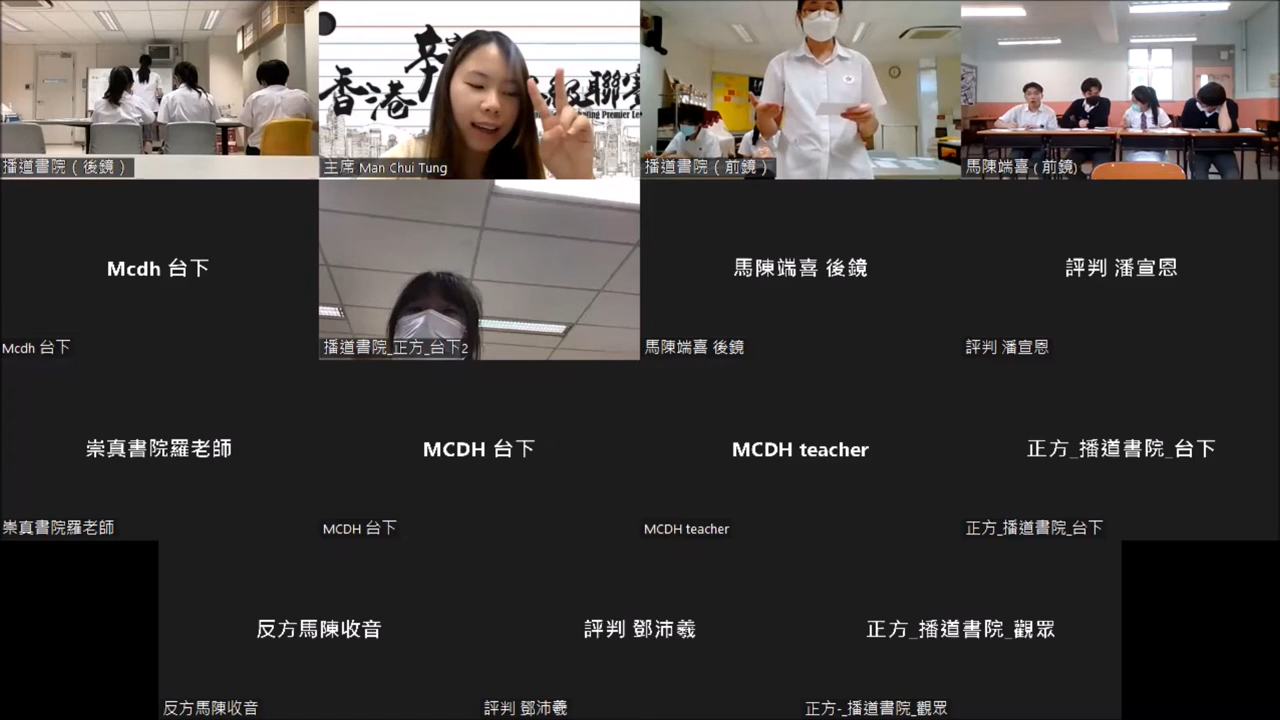 香港
級聯賽
ating Premier Le
播道書院（後鏡）
主席 Man Chui Tung
播道書院（前鏡）
馬陳端喜 (前鏡)
Mcdh 台下
馬陳端喜 後鏡
評判 潘宣恩
Mcdh 台下
播道書院_正方_台下2
馬陳端喜 後鏡
評判 潘宣恩
崇真書院羅老師
MCDH 台下
MCDH teacher
正方_播道書院_台下
崇真書院羅老師
MCDH 台下
MCDH teacher
正方_播道書院_台下
反方馬陳收音
評判 鄧沛羲
正方_播道書院_觀眾
反方馬陳收音
評判 鄧沛羲
正方-_播道書院_觀眾